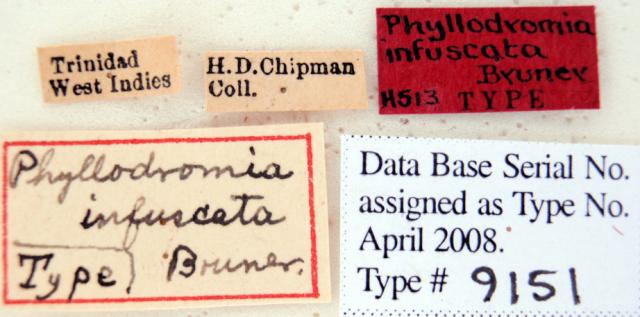 Trinidad
West Indies
H.D.Chipman
Coll.
Phyllodromia
infuscata
Bruner
H513 TYPE
Phyllodromia
infuscata
Type Bruner.
Data Base Serial No.
assigned as Type No.
April 2008.
Type # 9151